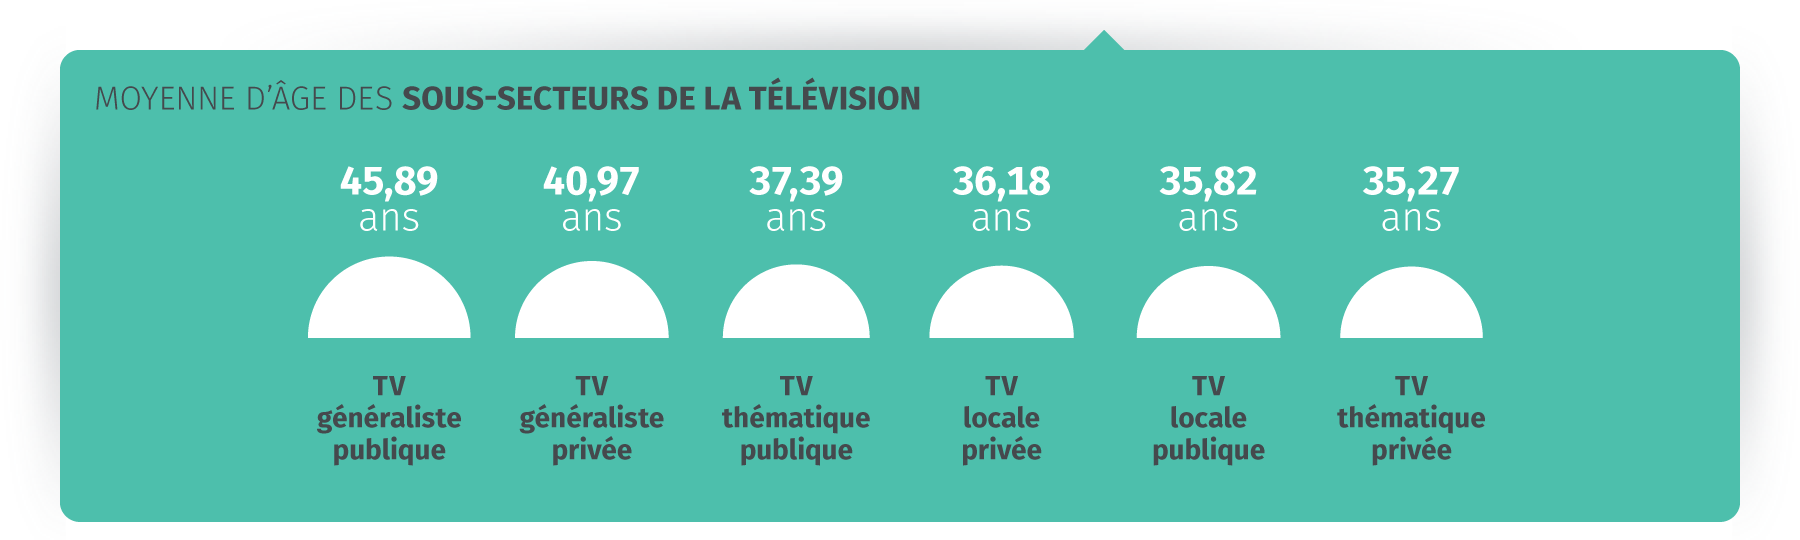 MOYENNE D'ÂGE DES SOUS-SECTEURS DE LA TÉLÉVISION
45,89 ans
TV
généraliste
publique
40,97 ans
TV
généraliste
privée
37,39 ans
TV
thématique
publique
36,18 ans
TV
locale
privée
35,82 ans
TV
locale
publique
35,27 ans
TV
thématique
privée